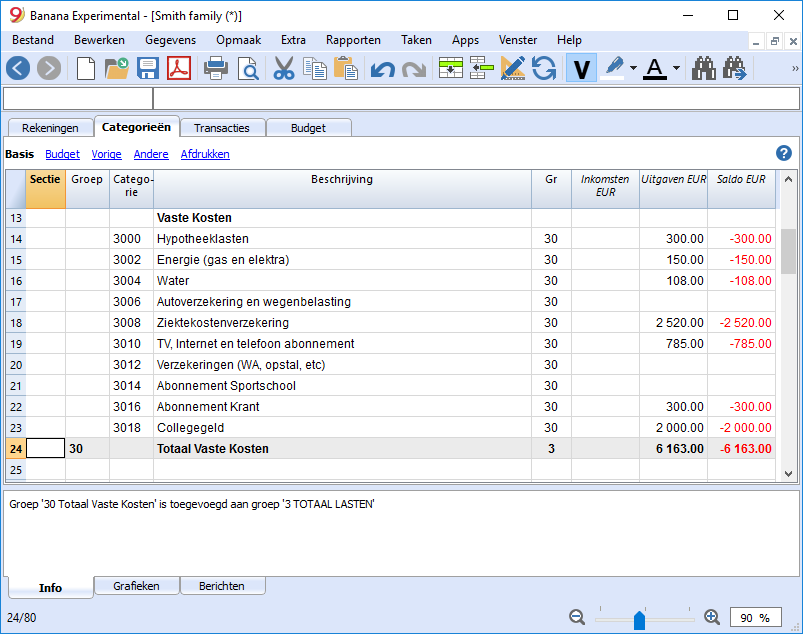 Banana Experimental - [Smith family (*)]
Bestand Bewerken Gegevens Opmaak Extra Rapporten Taken Apps Venster Help
V A »
Rekeningen Categorieën Transacties Budget
Basis Budget Vorige Andere Afdrukken ?
Sectie Groep Catego- Beschrijving Gr Inkomsten Uitgaven EUR Saldo EUR
rie EUR
13 Vaste Kosten
14 3000 Hypotheeklasten 30 300.00 -300.00
15 3002 Energie (gas en elektra) 30 150.00 -150.00
16 3004 Water 30 108.00 -108.00
17 3006 Autoverzekering en wegenbelasting 30
18 3008 Ziektekostenverzekering 30 2 520.00 -2 520.00
19 3010 TV, Internet en telefoon abonnement 30 785.00 -785.00
20 3012 Verzekeringen (WA, opstal, etc) 30
21 3014 Abonnement Sportschool 30
22 3016 Abonnement Krant 30 300.00 -300.00
23 3018 Collegegeld 30 2 000.00 -2 000.00
24 30 Totaal Vaste Kosten 3 6 163.00 -6 163.00
25
Groep '30 Totaal Vaste Kosten' is toegevoegd aan groep '3 TOTAAL LASTEN'
Info Grafieken Berichten
24/80 90 %